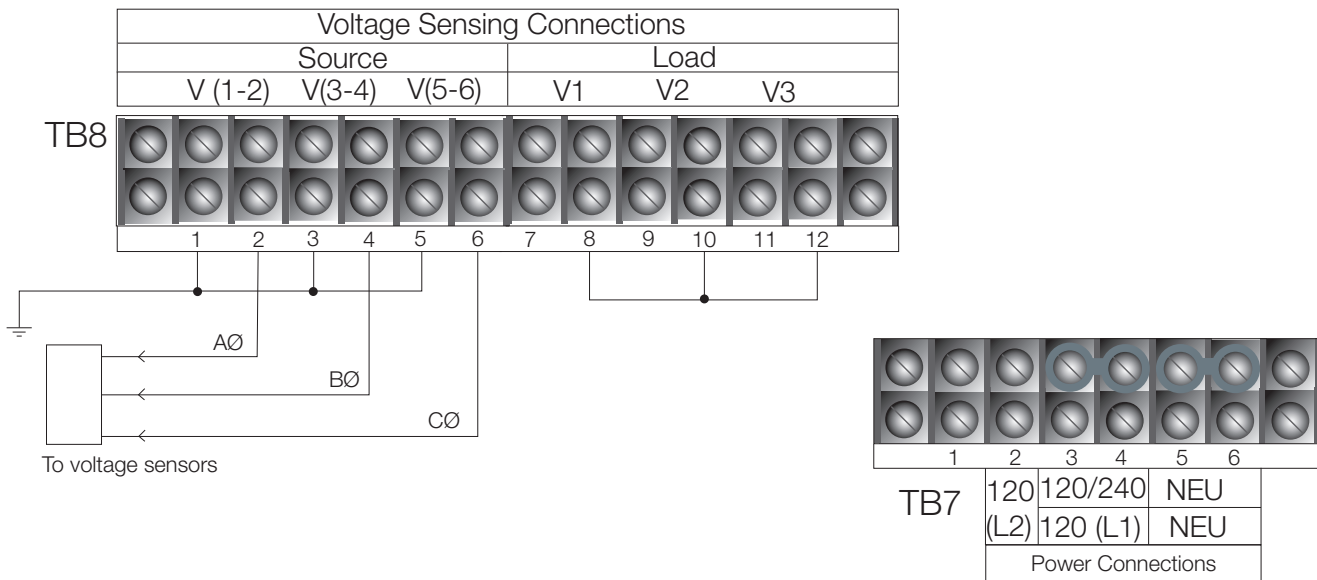 Voltage Sensing Connections
Source Load
V (1-2) V(3-4) V(5-6) V1 V2 V3
TB8
1 2 3 4 5 6 7 8 9 10 11 12
AØ
BØ
CØ
To voltage sensors
1 2 3 4 5 6
TB7
120 120/240 NEU
(L2) 120 (L1) NEU
Power Connections